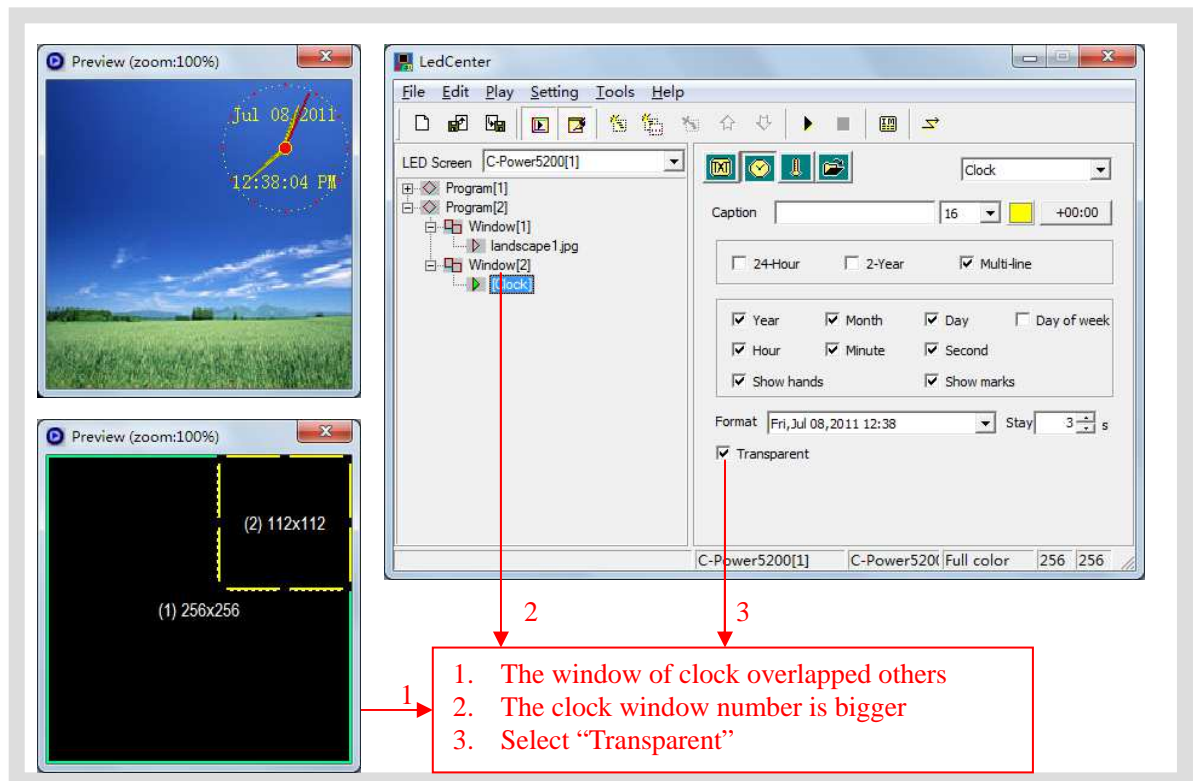 Preview (zoom:100%)
Jul 08/2011
12:38:04 PM
Preview (zoom:100%)
(2) 112x112
(1) 256x256
LedCenter
File Edit Play Setting Tools Help
LED Screen C-Power5200[1]
Program[1]
Program[2]
Window[1]
landscape1.jpg
Window[2]
[Clock]
TXT
Clock
Caption 16 +00:00
24-Hour 2-Year Multi-line
Year Month Day Day of week
Hour Minute Second
Show hands Show marks
Format Fri,Jul 08,2011 12:38 Stay 3 s
Transparent
C-Power5200[1] C-Power520( Full color 256 256
2 3
1
1. The window of clock overlapped others
2. The clock window number is bigger
3. Select “Transparent”